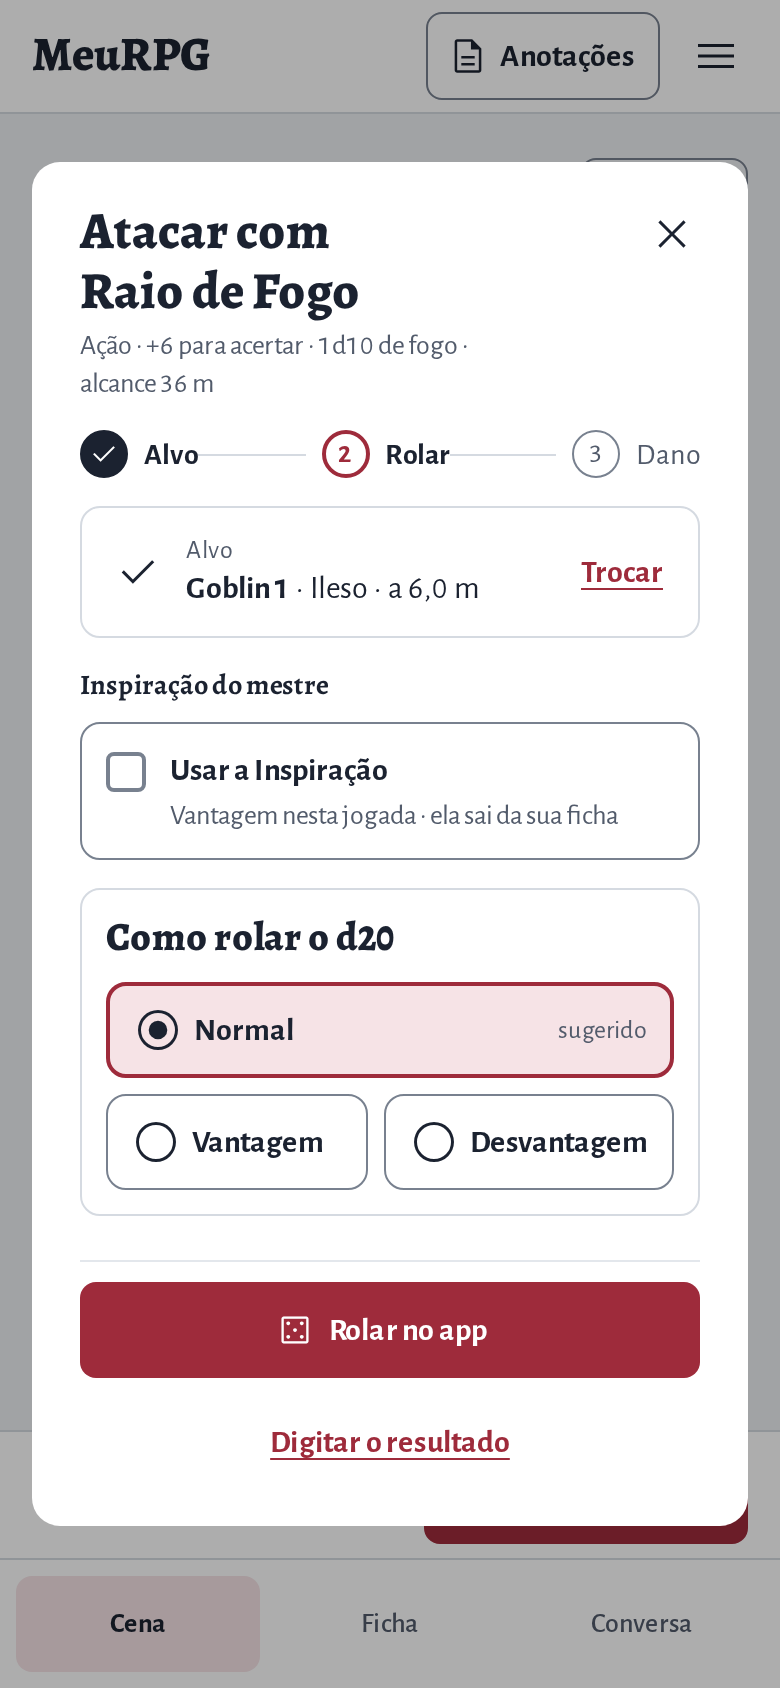 MeuRPG
Anotações
Atacar com
Raio de Fogo
Ação · +6 para acertar · 1d10 de fogo ·
alcance 36 m
Alvo
2
Rolar
3
Dano
Alvo
Goblin 1 · Ileso · a 6,0 m
Trocar
Inspiração do mestre
Usar a Inspiração
Vantagem nesta jogada · ela sai da sua ficha
Como rolar o d20
Normal
sugerido
Vantagem
Desvantagem
Rolar no app
Digitar o resultado
Cena
Ficha
Conversa